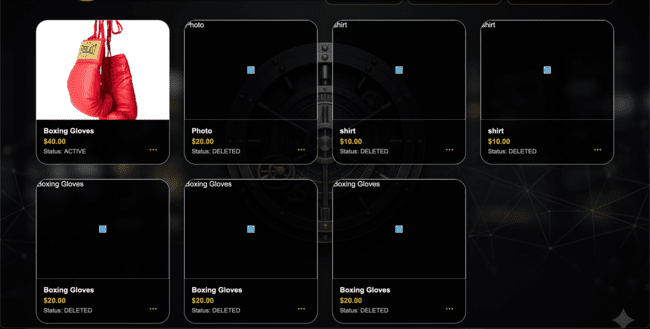 EVERLAST
Boxing Gloves
$40.00
Status: ACTIVE
...
Photo
Photo
$20.00
Status: DELETED
...
shirt
shirt
$10.00
Status: DELETED
...
shirt
shirt
$10.00
Status: DELETED
...
Boxing Gloves
Boxing Gloves
$20.00
Status: DELETED
...
Boxing Gloves
Boxing Gloves
$20.00
Status: DELETED
...
Boxing Gloves
Boxing Gloves
$20.00
Status: DELETED
...